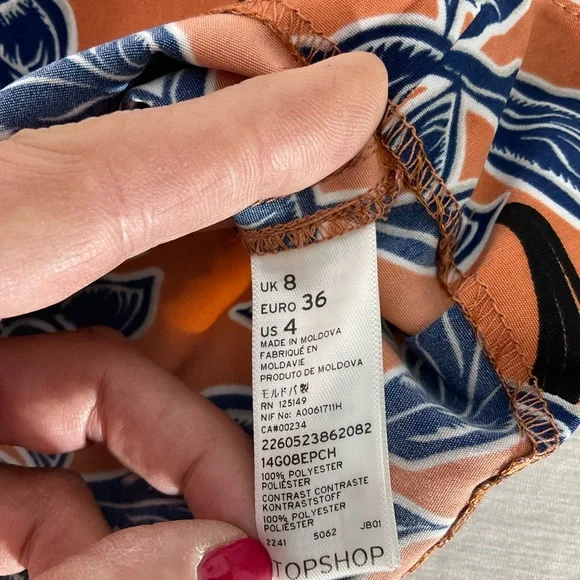 UK 8
EURO 36
US 4
MADE IN MOLDOVA
FABRIQUÉ EN
MOLDAVIE
PRODUTO DE MOLDOVA
モルドバ製
RN 125149
NIF No: A0061711H
CA#00234
2260523862082
14G08EPCH
100% POLYESTER
POLIÉSTER
CONTRAST CONTRASTE
KONTRASTSTOFF
100% POLYESTER
POLIÉSTER
2241 5062 JB01
TOPSHOP